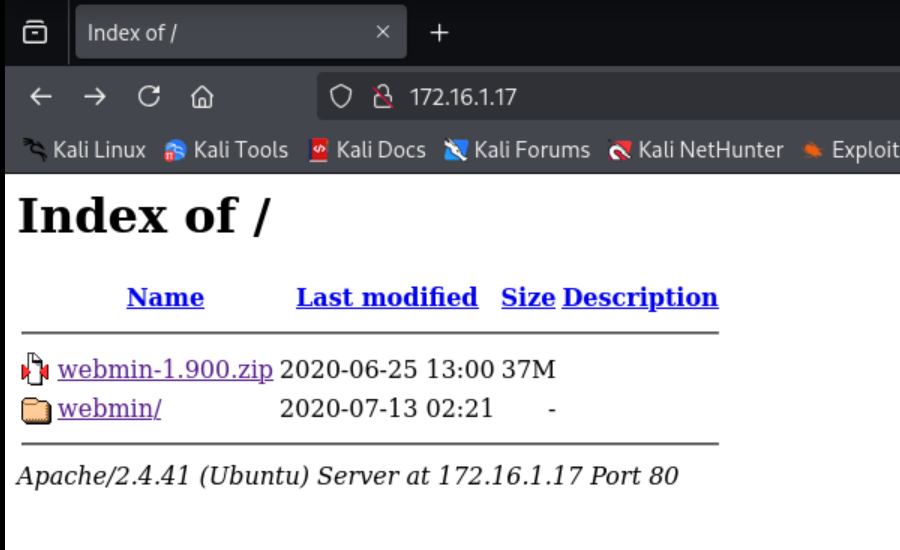 Index of /
172.16.1.17
Kali Linux Kali Tools Kali Docs Kali Forums Kali NetHunter Exploit
Index of /
Name Last modified Size Description
webmin-1.900.zip 2020-06-25 13:00 37M
webmin/ 2020-07-13 02:21 -
Apache/2.4.41 (Ubuntu) Server at 172.16.1.17 Port 80